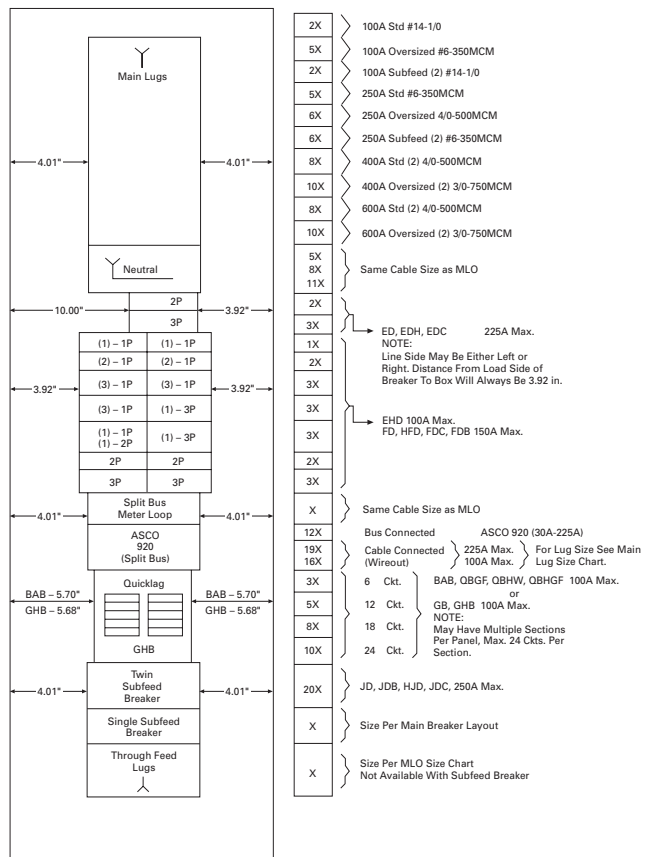 2X 100A Std #14-1/0
5X 100A Oversized #6-350MCM
2X 100A Subfeed (2) #14-1/0
5X 250A Std #6-350MCM
6X 250A Oversized 4/0-500MCM
6X 250A Subfeed (2) #6-350MCM
8X 400A Std (2) 4/0-500MCM
10X 400A Oversized (2) 3/0-750MCM
8X 600A Std (2) 4/0-500MCM
10X 600A Oversized (2) 3/0-750MCM
Main Lugs
4.01" 4.01"
Neutral
5X
8X Same Cable Size as MLO
11X
10.00" 2P 3.92"
3P
2X
3X
ED, EDH, EDC 225A Max.
NOTE:
Line Side May Be Either Left or
Right. Distance From Load Side of
Breaker To Box Will Always Be 3.92 in.
(1) – 1P (1) – 1P 1X
(2) – 1P (2) – 1P 2X
3.92" (3) – 1P (3) – 1P 3.92" 3X
(3) – 1P (1) – 3P 3X
(1) – 1P
(1) – 2P (1) – 3P 3X
2P 2P 2X
3P 3P 3X
EHD 100A Max.
FD, HFD, FDC, FDB 150A Max.
Split Bus
Meter Loop
X Same Cable Size as MLO
4.01" 4.01"
ASCO
920
(Split Bus)
12X Bus Connected ASCO 920 (30A-225A)
19X Cable Connected 225A Max. For Lug Size See Main
16X (Wireout) 100A Max. Lug Size Chart.
Quicklag
BAB – 5.70" BAB – 5.70"
GHB – 5.68" GHB – 5.68"
GHB
3X 6 Ckt.
5X 12 Ckt.
8X 18 Ckt.
10X 24 Ckt.
BAB, QBGF, QBHW, QBHGF 100A Max.
or
GB, GHB 100A Max.
NOTE:
May Have Multiple Sections
Per Panel, Max. 24 Ckts. Per
Section.
Twin
Subfeed
Breaker
4.01" 4.01"
20X JD, JDB, HJD, JDC, 250A Max.
Single Subfeed
Breaker
X Size Per Main Breaker Layout
Through Feed
Lugs
X Size Per MLO Size Chart
Not Available With Subfeed Breaker